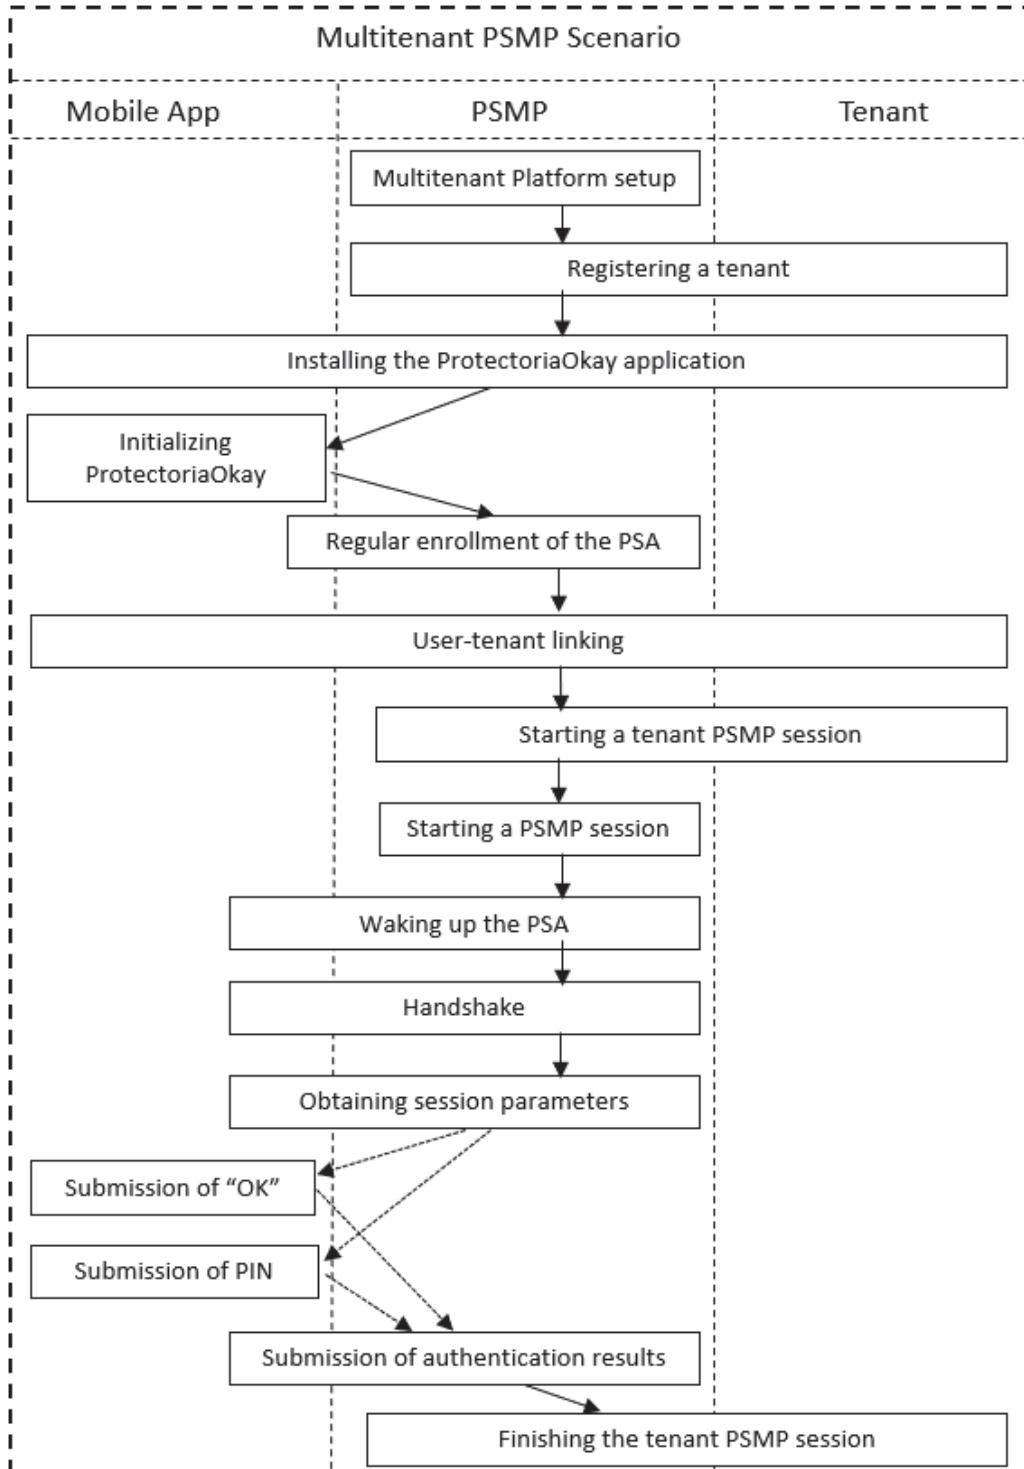 Multitenant PSMP Scenario
Mobile App
PSMP
Tenant
Multitenant Platform setup
Registering a tenant
Installing the ProtectoriaOkay application
Initializing
ProtectoriaOkay
Regular enrollment of the PSA
User-tenant linking
Starting a tenant PSMP session
Starting a PSMP session
Waking up the PSA
Handshake
Obtaining session parameters
Submission of “OK”
Submission of PIN
Submission of authentication results
Finishing the tenant PSMP session